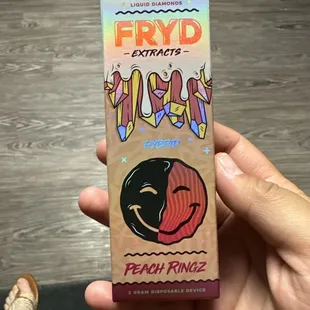 LIQUID DIAMONDS
FRYD
-EXTRACTS-
PEACH RINGZ
2 GRAM DISPOSABLE DEVICE